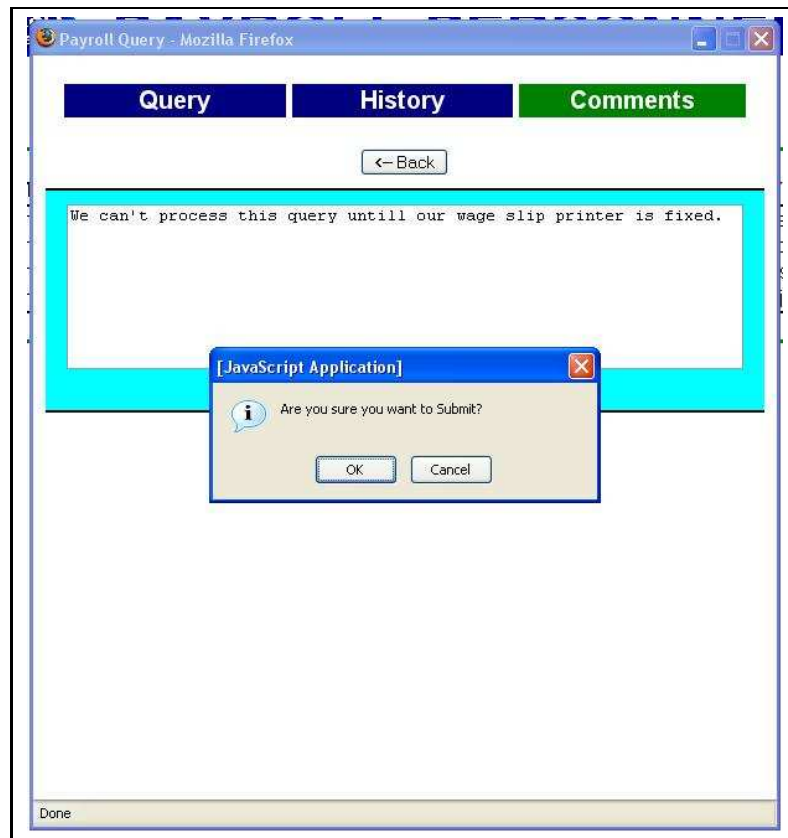 Payroll Query - Mozilla Firefox
Query History Comments
<-- Back
We can't process this query untill our wage slip printer is fixed.
[JavaScript Application]
Are you sure you want to Submit?
OK Cancel
Done